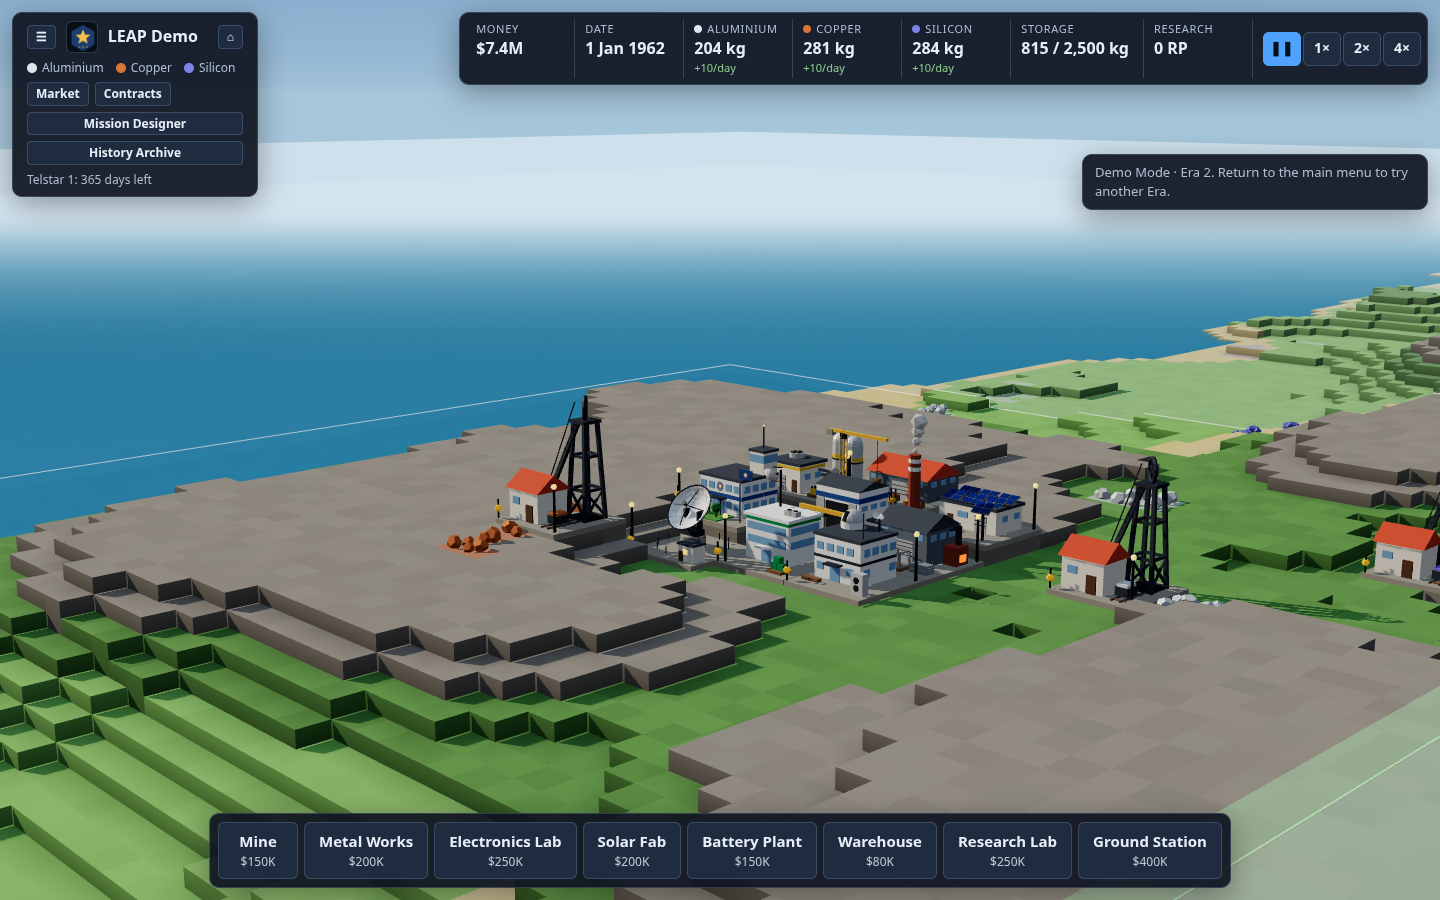 LEAP Demo
Aluminium Copper Silicon
Market Contracts
Mission Designer
History Archive
Telstar 1: 365 days left
MONEY
$7.4M
DATE
1 Jan 1962
ALUMINIUM
204 kg
+10/day
COPPER
281 kg
+10/day
SILICON
284 kg
+10/day
STORAGE
815 / 2,500 kg
RESEARCH
0 RP
1× 2× 4×
Demo Mode · Era 2. Return to the main menu to try
another Era.
Mine
$150K
Metal Works
$200K
Electronics Lab
$250K
Solar Fab
$200K
Battery Plant
$150K
Warehouse
$80K
Research Lab
$250K
Ground Station
$400K